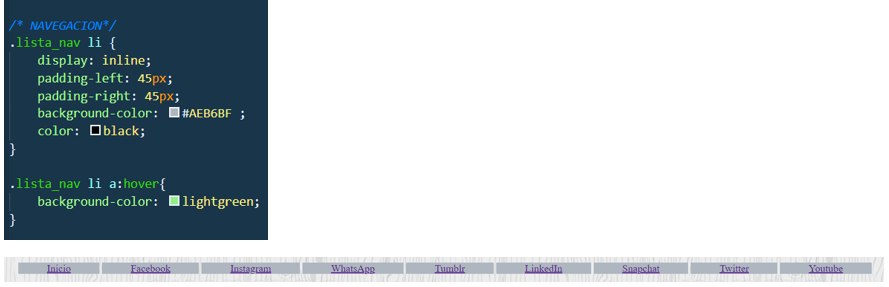 /* NAVEGACION*/
.lista_nav li {
display: inline;
padding-left: 45px;
padding-right: 45px;
background-color: #AEB6BF ;
color: black;
}
.lista_nav li a:hover{
background-color: lightgreen;
}
Inicio Facebook Instagram WhatsApp Tumblr LinkedIn Snapchat Twitter Youtube